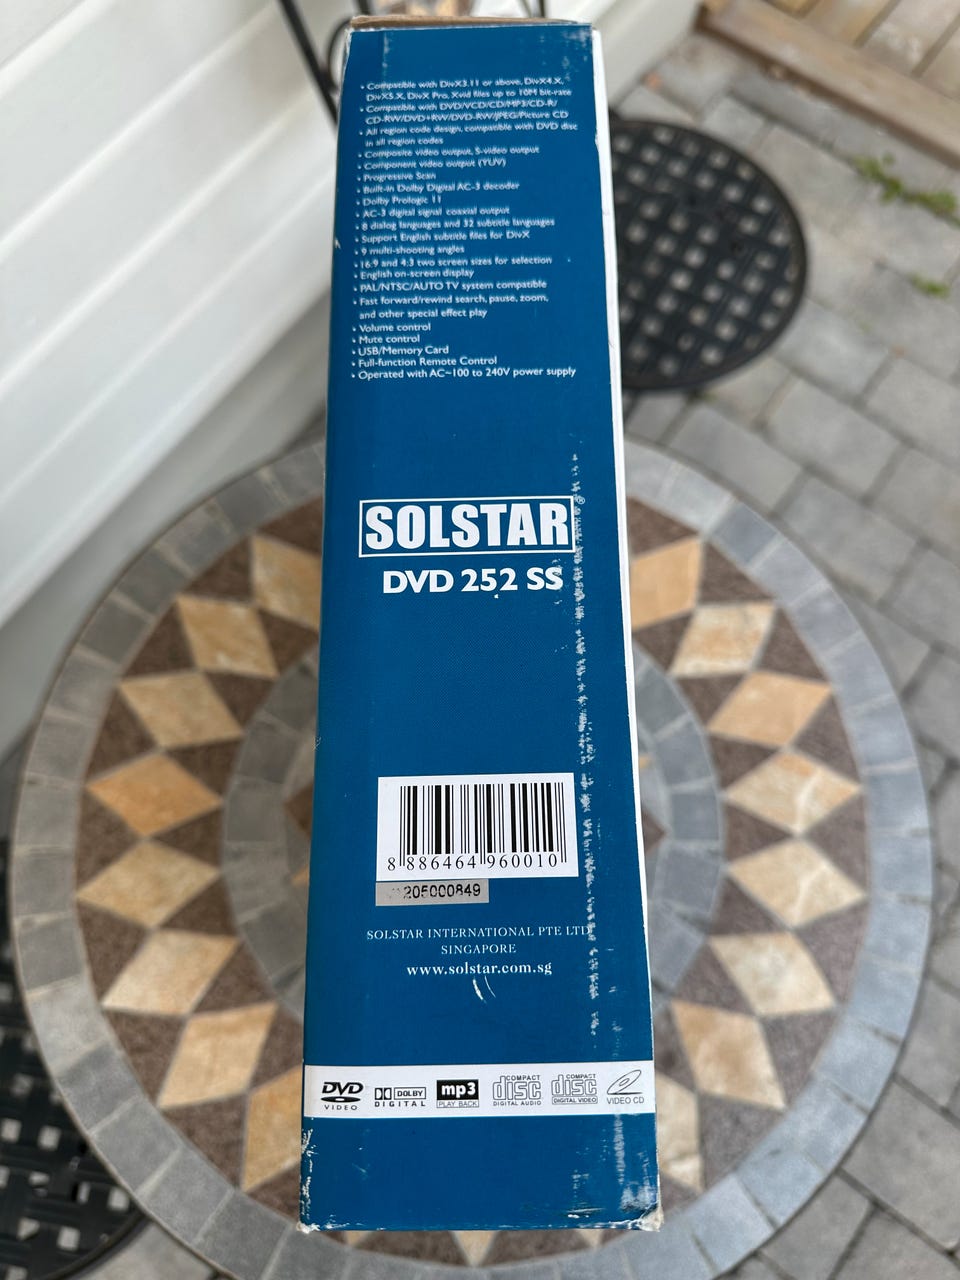 • Compatible with DivX3.11 or above, DivX4.X,
DivX5.X, DivX Pro, Xvid files up to 10M bit-rate
• Compatible with DVD/VCD/CD/MP3/CD-R/
CD-RW/DVD+RW/DVD-RW/JPEG/Picture CD
• All region code design, compatible with DVD disc
in all region codes
• Composite video output, S-video output
• Component video output (YUV)
• Progressive Scan
• Built-in Dolby Digital AC-3 decoder
• Dolby Prologic 11
• AC-3 digital signal coaxial output
• 8 dialog languages and 32 subtitle languages
• Support English subtitle files for DivX
• 9 multi-shooting angles
• 16:9 and 4:3 two screen sizes for selection
• English on-screen display
• PAL/NTSC/AUTO TV system compatible
• Fast forward/rewind search, pause, zoom,
and other special effect play
• Volume control
• Mute control
• USB/Memory Card
• Full-function Remote Control
• Operated with AC~100 to 240V power supply
SOLSTAR®
DVD 252 SS
8 886464 960010
205000849
SOLSTAR INTERNATIONAL PTE LTD
SINGAPORE
www.solstar.com.sg
DVD VIDEO
DOLBY DIGITAL
mp3 PLAY BACK
COMPACT disc DIGITAL AUDIO
COMPACT disc DIGITAL VIDEO
VIDEO CD